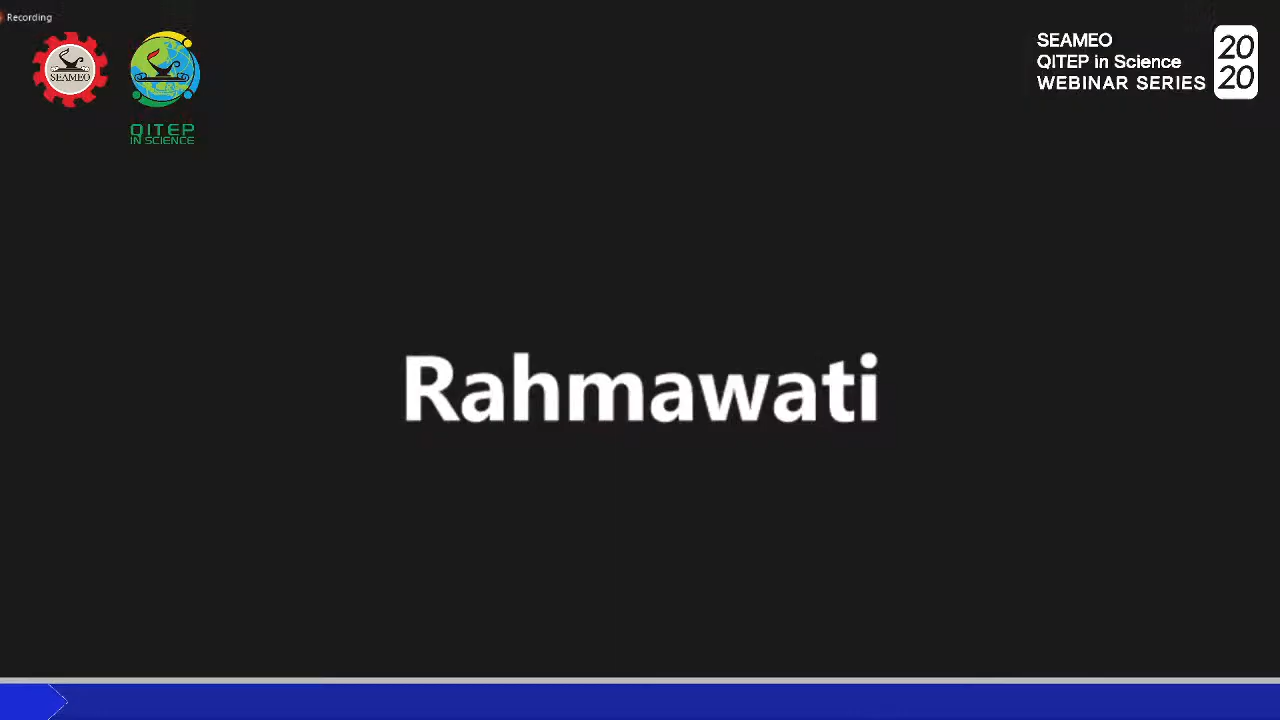 Recording
SEAMEO
QITEP
IN SCIENCE
SEAMEO
QITEP in Science
WEBINAR SERIES
20
20
Rahmawati